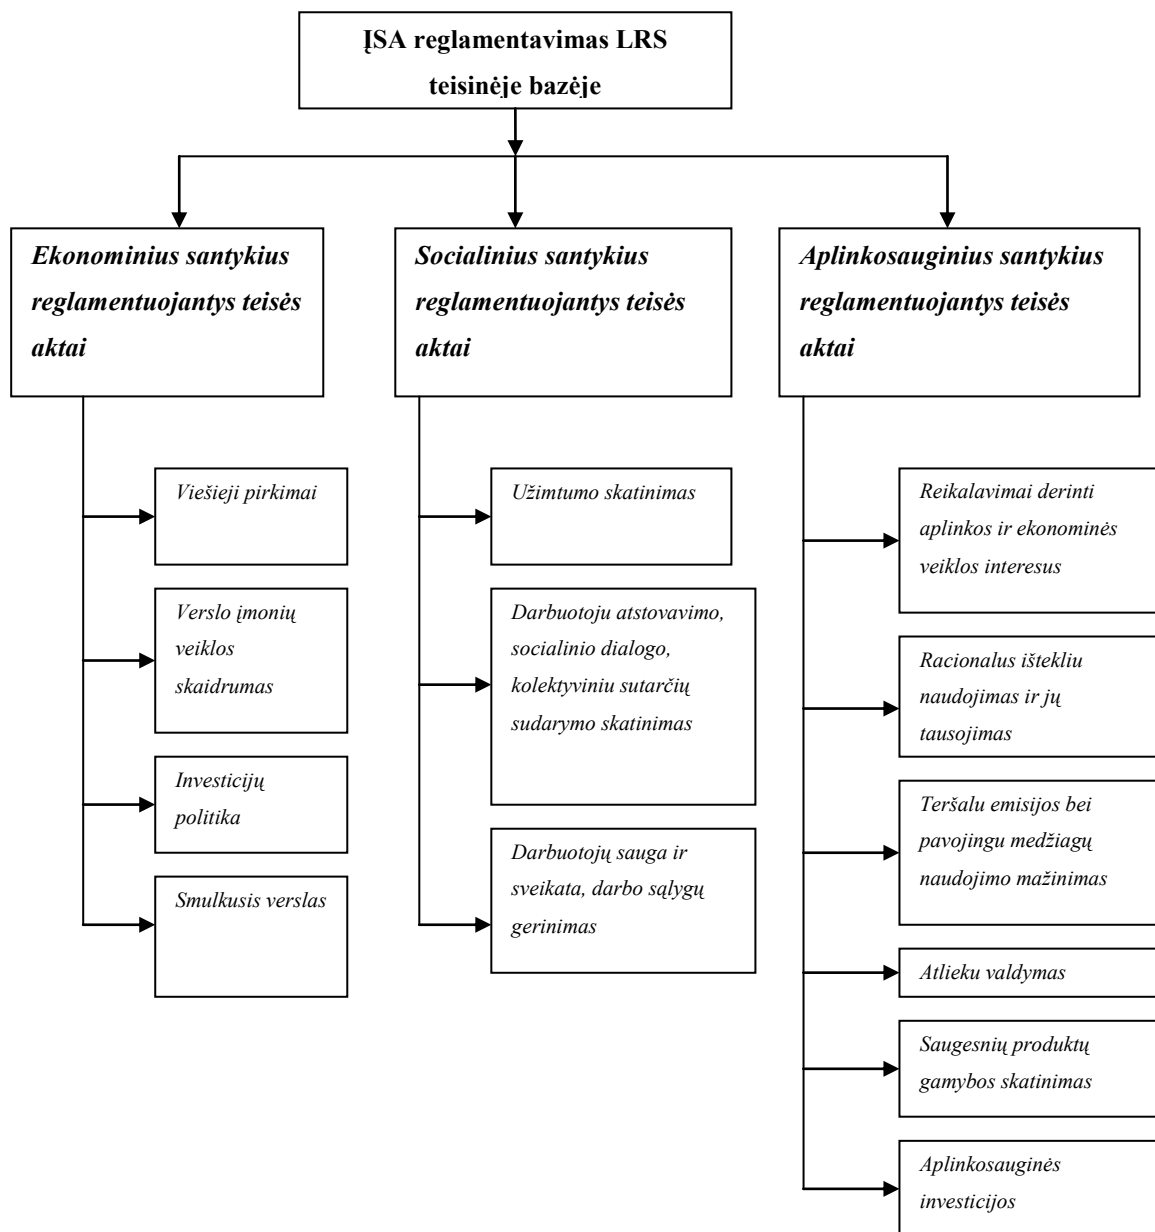 ĮSA reglamentavimas LRS
teisinėje bazėje
Ekonominius santykius
reglamentuojantys teisės
aktai
Viešieji pirkimai
Verslo įmonių
veiklos
skaidrumas
Investicijų
politika
Smulkusis verslas
Socialinius santykius
reglamentuojantys teisės
aktai
Užimtumo skatinimas
Darbuotoju atstovavimo,
socialinio dialogo,
kolektyviniu sutarčių
sudarymo skatinimas
Darbuotojų sauga ir
sveikata, darbo sąlygų
gerinimas
Aplinkosauginius santykius
reglamentuojantys teisės
aktai
Reikalavimai derinti
aplinkos ir ekonominės
veiklos interesus
Racionalus ištekliu
naudojimas ir jų
tausojimas
Teršalu emisijos bei
pavojingu medžiagų
naudojimo mažinimas
Atlieku valdymas
Saugesnių produktų
gamybos skatinimas
Aplinkosauginės
investicijos